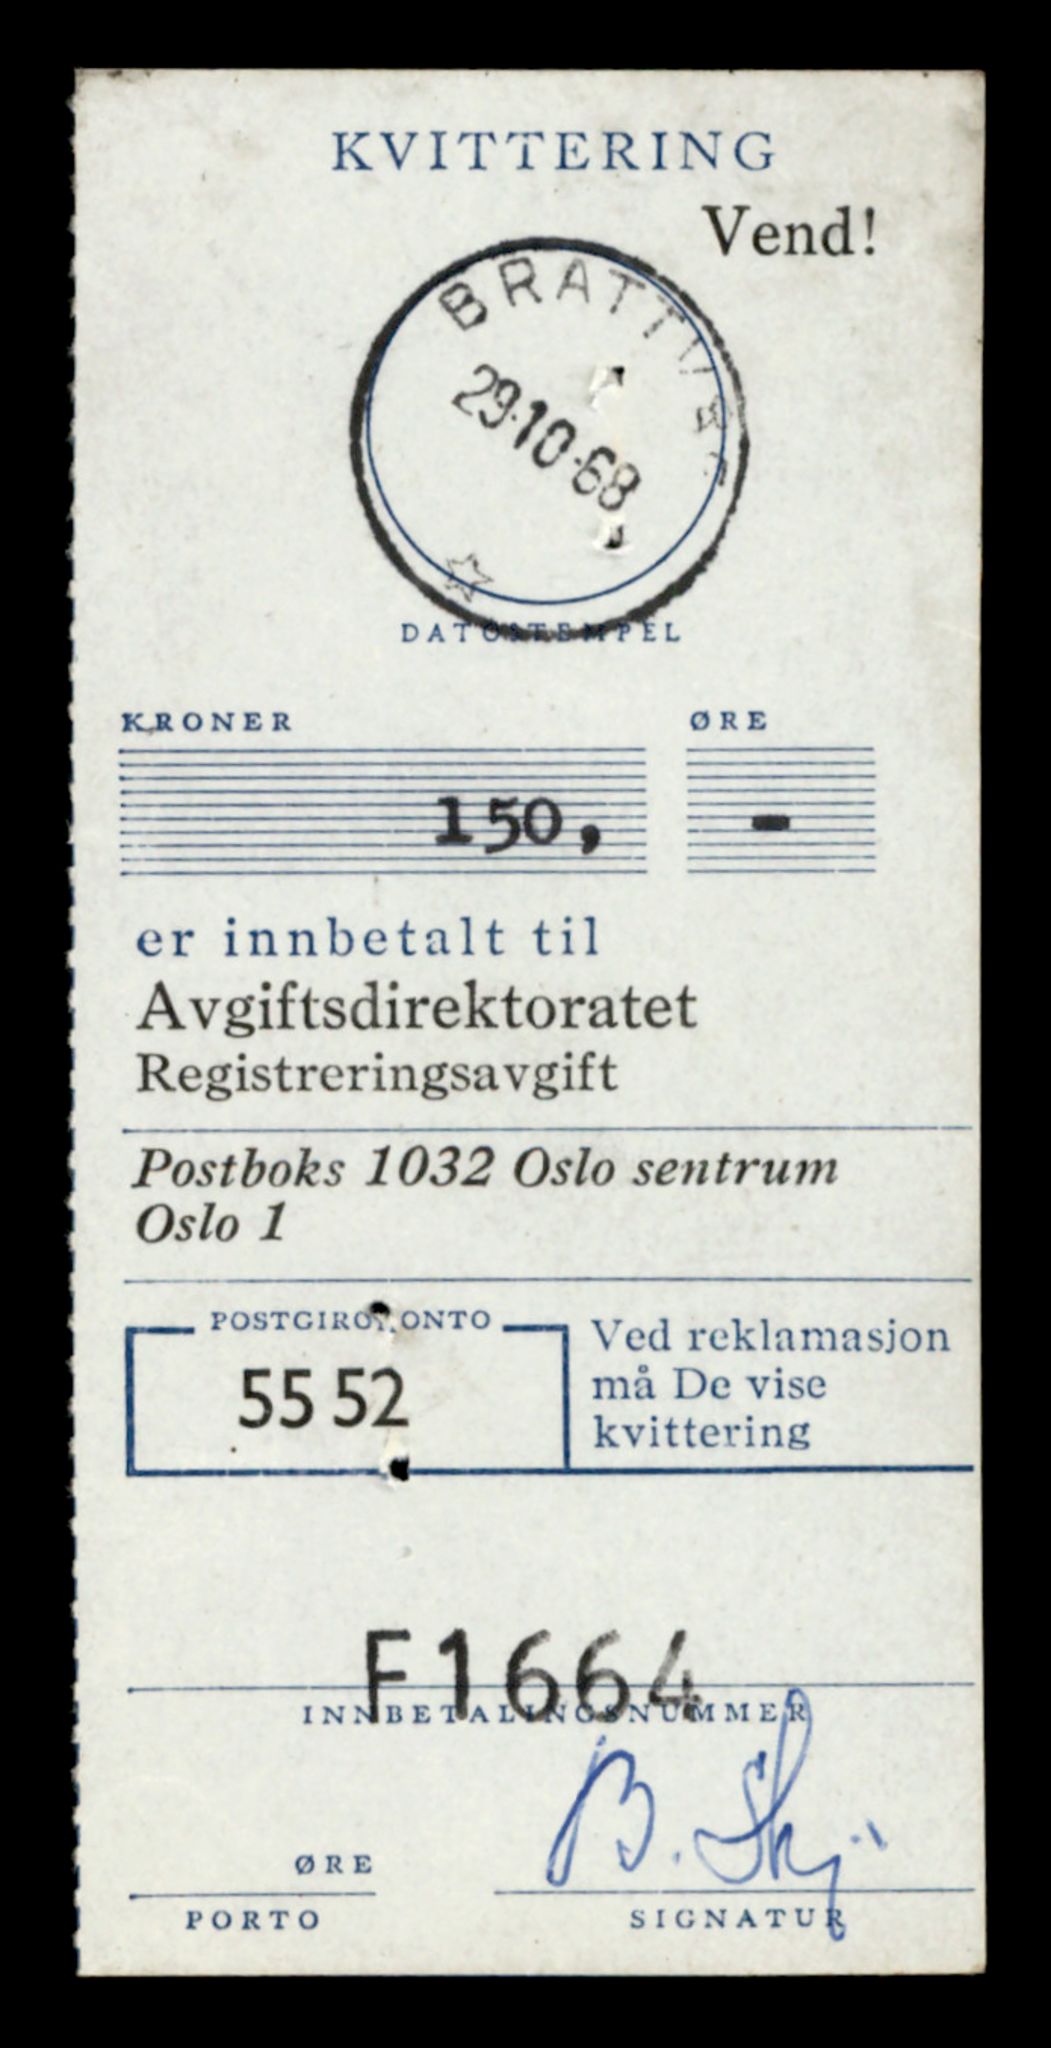 KVITTERING
Vend!
BRATTVÅG
29.10.68
DATOSTEMPEL
KRONER ØRE
150, -
er innbetalt til
Avgiftsdirektoratet
Registreringsavgift
Postboks 1032 Oslo sentrum
Oslo 1
POSTGIROKONTO
55 52
Ved reklamasjon
må De vise
kvittering
F1664
INNBETALINGSNUMMER
ØRE
PORTO
B.
SIGNATUR